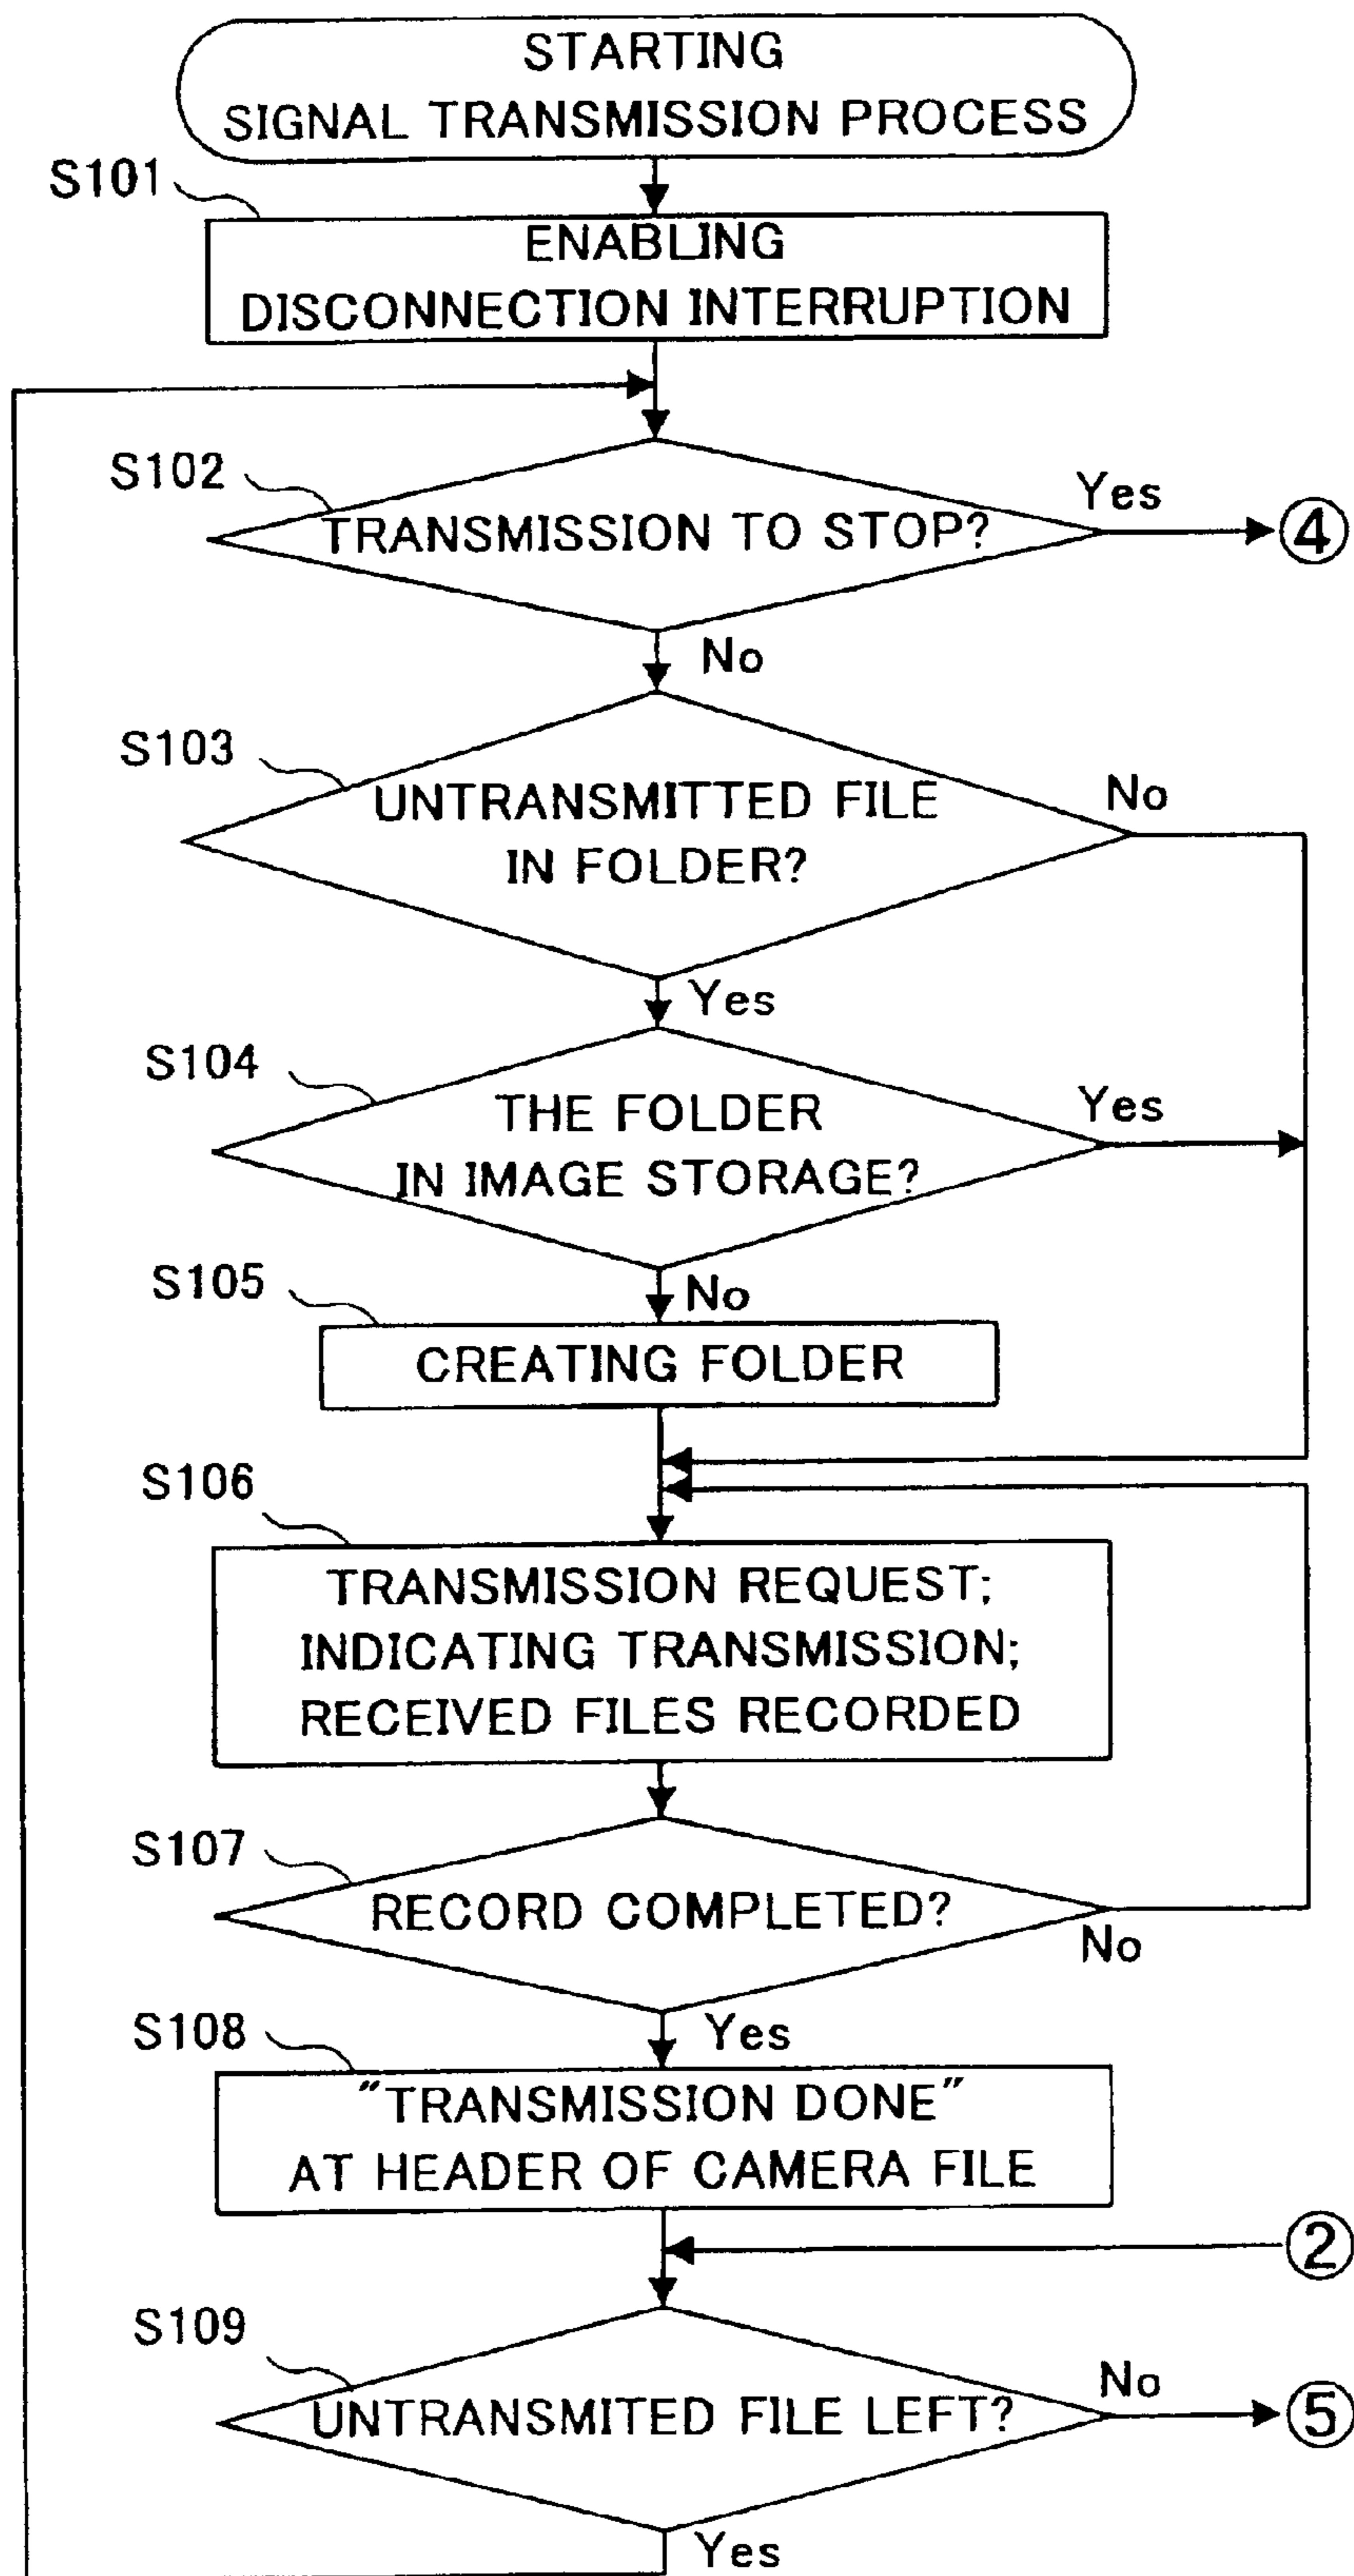 STARTING
SIGNAL TRANSMISSION PROCESS
S101
ENABLING
DISCONNECTION INTERRUPTION
S102
TRANSMISSION TO STOP?
Yes
④
No
S103
UNTRANSMITTED FILE
IN FOLDER?
No
Yes
S104
THE FOLDER
IN IMAGE STORAGE?
Yes
No
S105
CREATING FOLDER
S106
TRANSMISSION REQUEST;
INDICATING TRANSMISSION;
RECEIVED FILES RECORDED
S107
RECORD COMPLETED?
No
Yes
S108
"TRANSMISSION DONE"
AT HEADER OF CAMERA FILE
②
S109
UNTRANSMITED FILE LEFT?
No
⑤
Yes